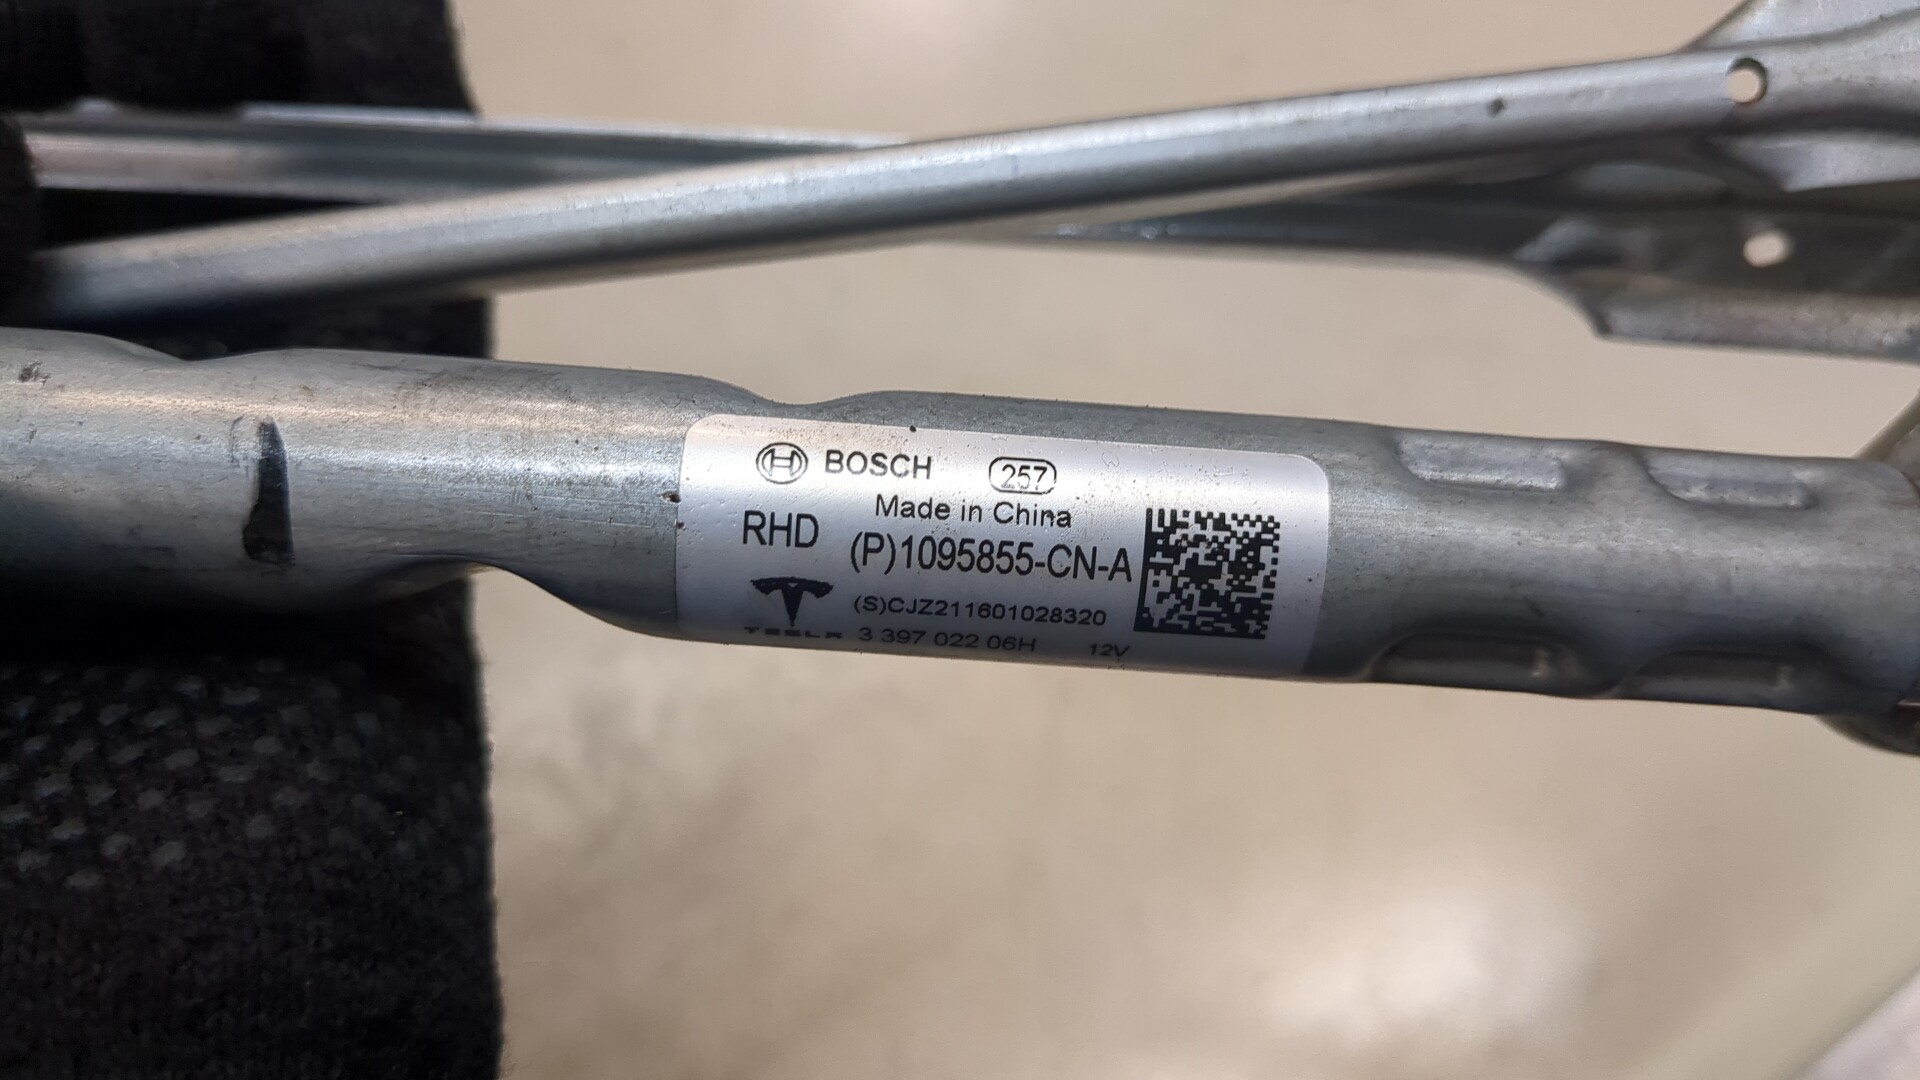 BOSCH 257
Made in China
RHD (P)1095855-CN-A
(S)CJZ211601028320
TESLA 3 397 022 06H 12V